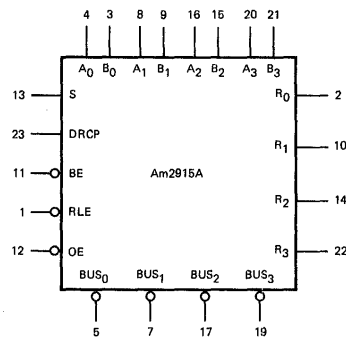 4 3 8 9 16 15 20 21
A0 B0 A1 B1 A2 B2 A3 B3
13 S R0 2
23 DRCP
R1 10
11 BE Am2915A
R2 14
1 RLE
12 OE R3 22
BUS0 BUS1 BUS2 BUS3
5 7 17 19